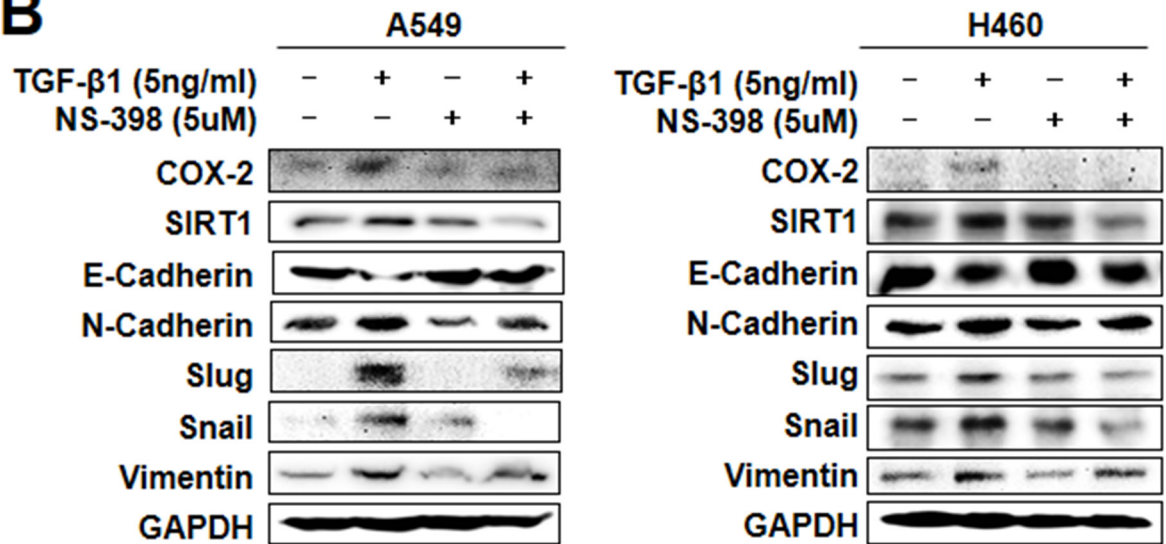 B
A549
TGF-β1 (5ng/ml) − + − +
NS-398 (5uM) − − + +
COX-2
SIRT1
E-Cadherin
N-Cadherin
Slug
Snail
Vimentin
GAPDH
H460
TGF-β1 (5ng/ml) − + − +
NS-398 (5uM) − − + +
COX-2
SIRT1
E-Cadherin
N-Cadherin
Slug
Snail
Vimentin
GAPDH